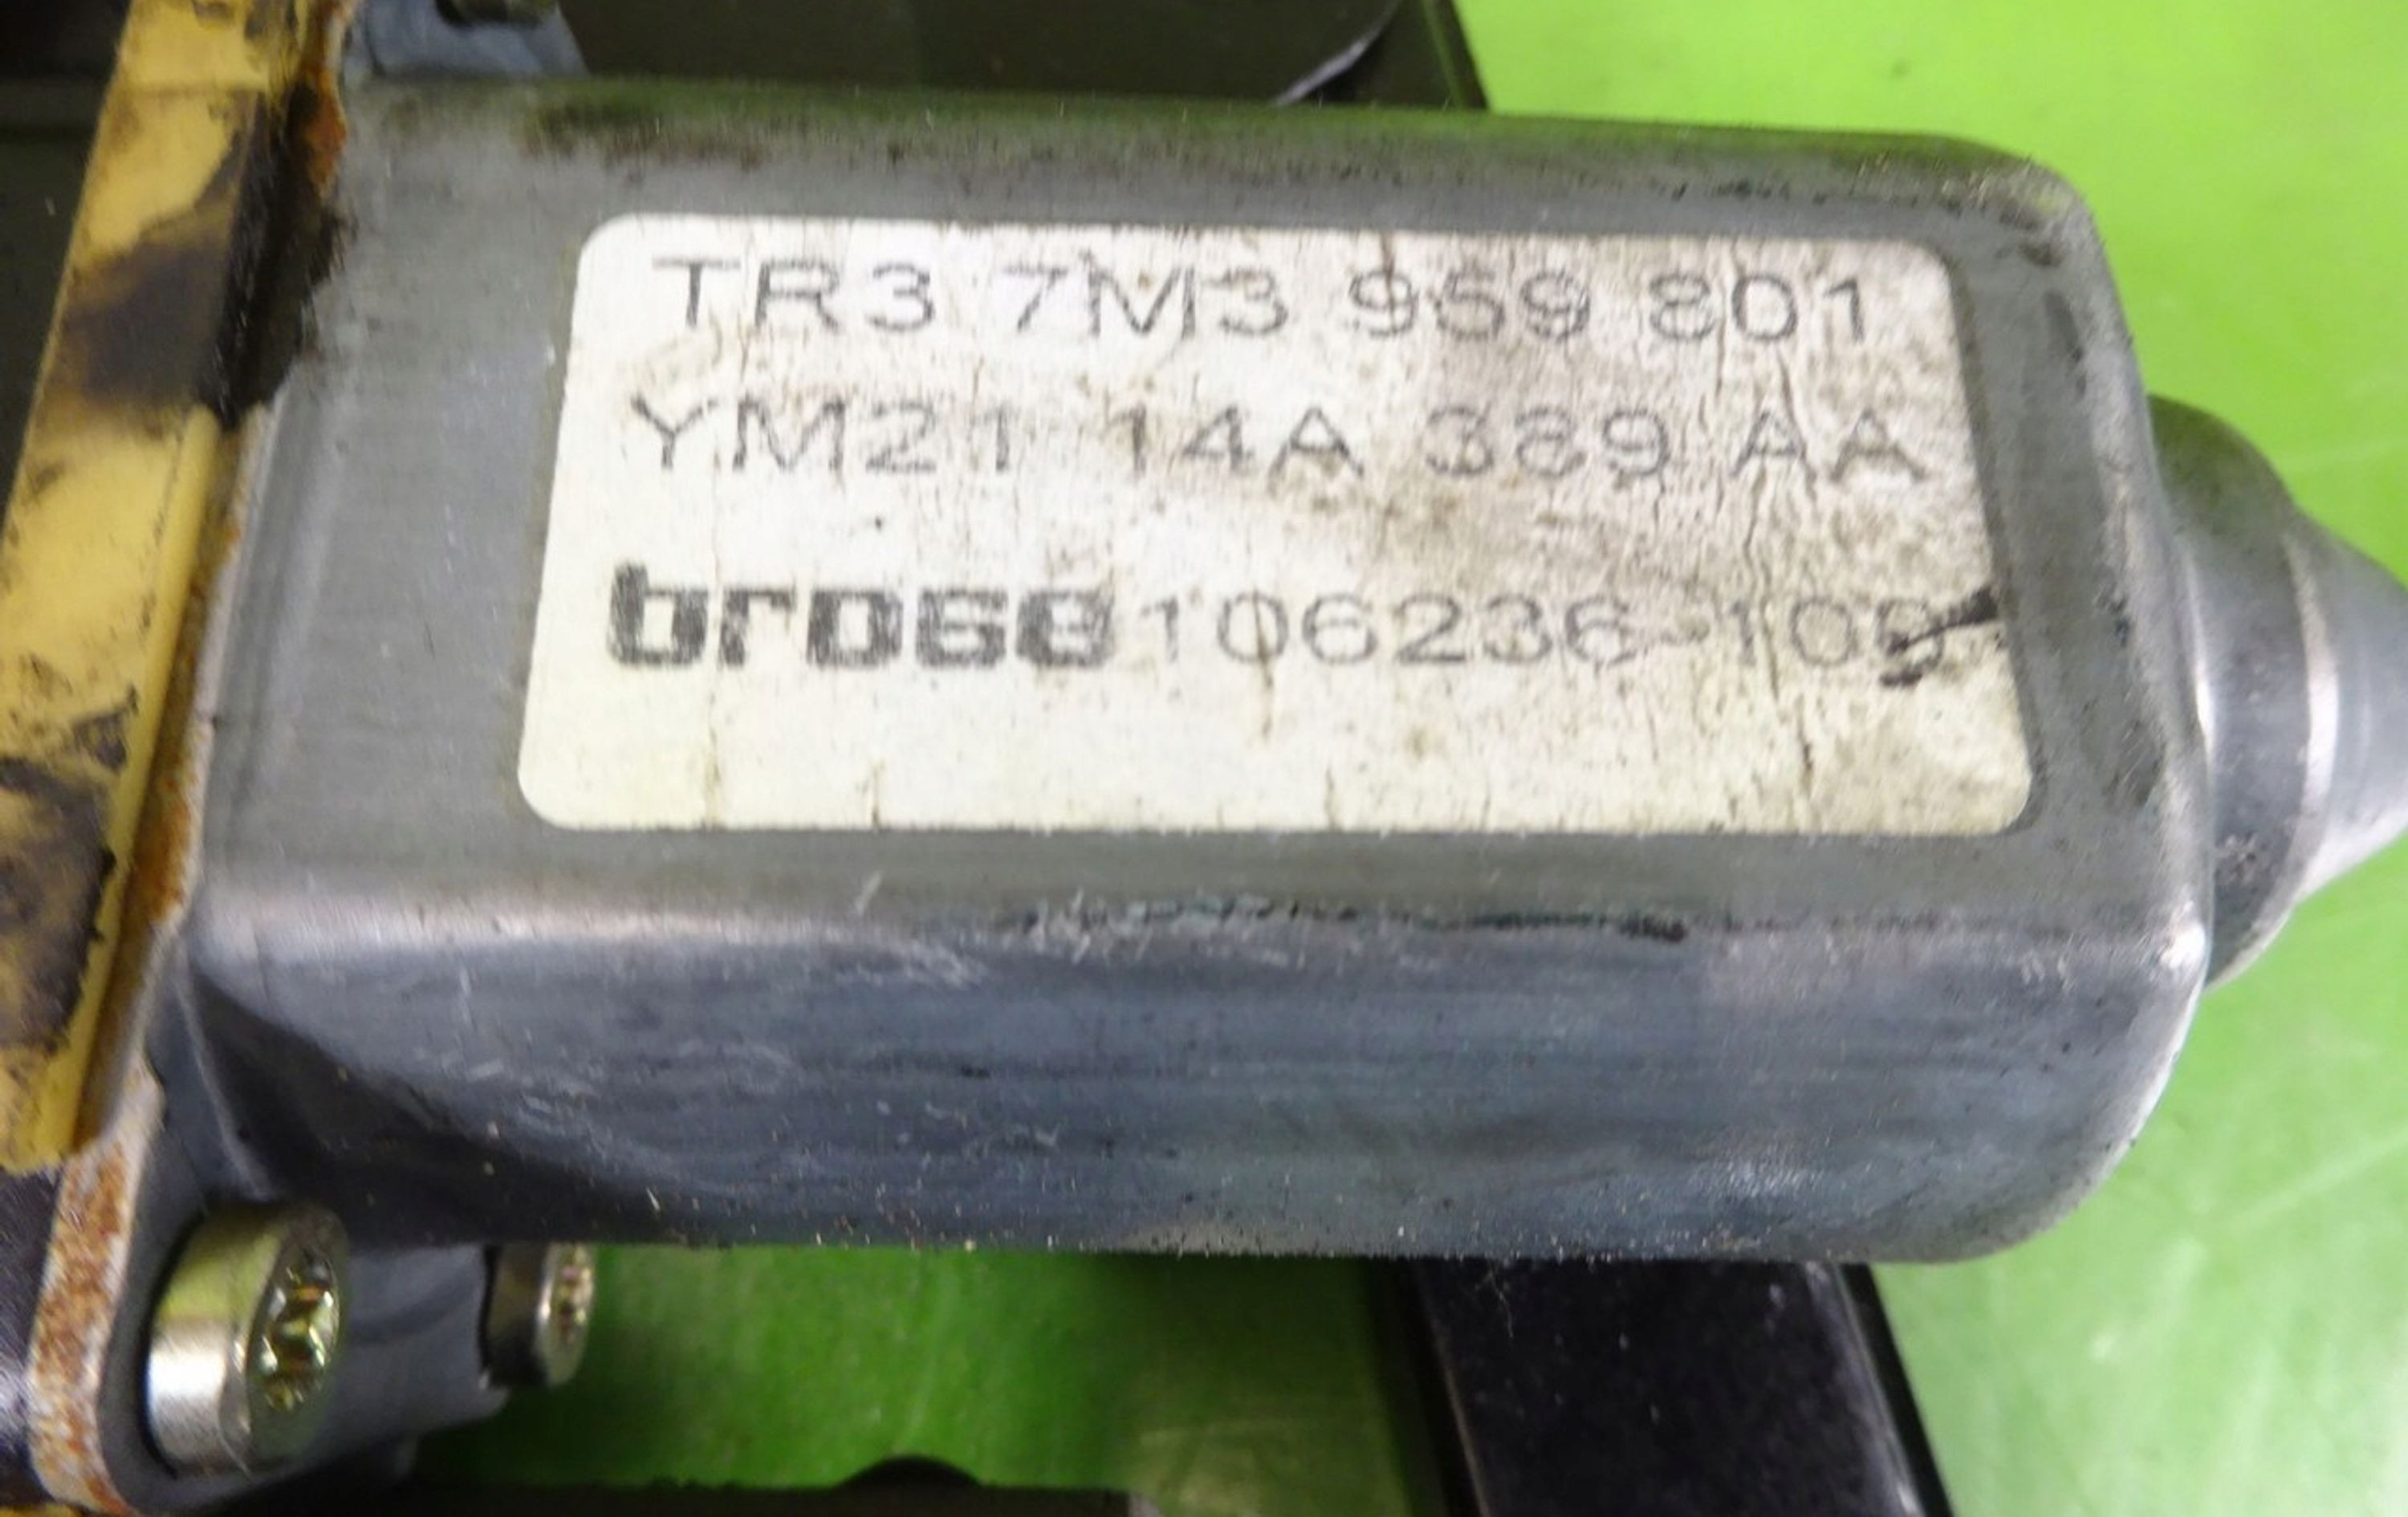 TR3 7M3 959 801
YM21 14A 389 AA
brose 106236-105